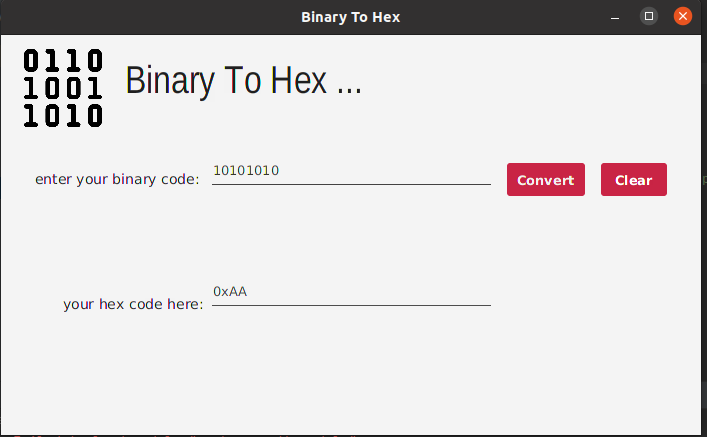 Binary To Hex
0110
1001
1010
Binary To Hex ...
enter your binary code: 10101010 Convert Clear
your hex code here: 0xAA